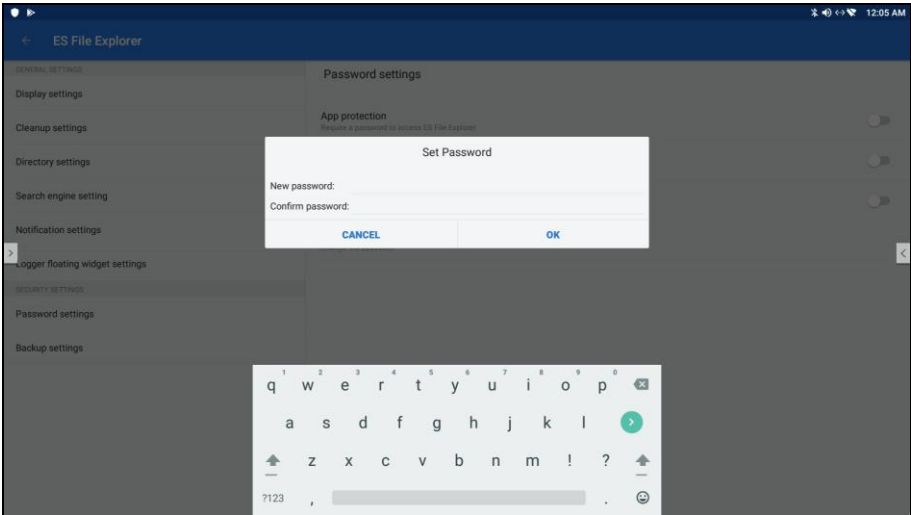 12:05 AM
ES File Explorer
GENERAL SETTINGS
Display settings
Cleanup settings
Directory settings
Search engine setting
Notification settings
Logger floating widget settings
SECURITY SETTINGS
Password settings
Backup settings
Password settings
App protection
Require a password to access ES File Explorer
Set Password
New password:
Confirm password:
CANCEL OK
1 2 3 4 5 6 7 8 9 0
q w e r t y u i o p
a s d f g h j k l
z x c v b n m ! ?
?123 , .